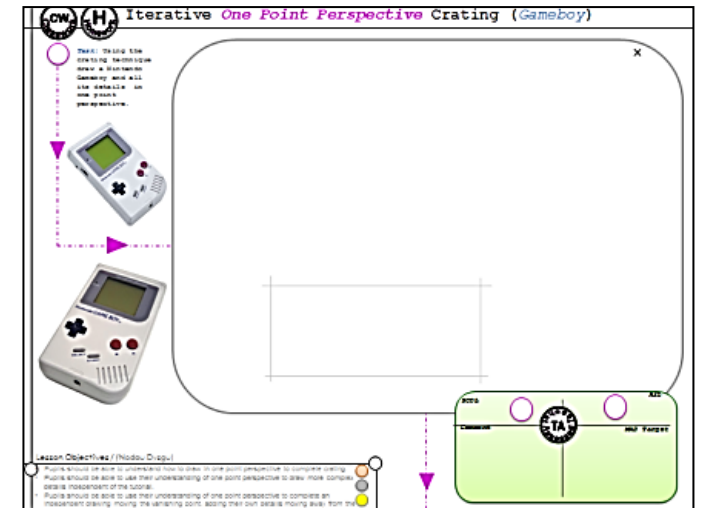 CW H Iterative One Point Perspective Crating (Gameboy)
Task: Using the
crating technique
draw a Nintendo
Gameboy and all
its details in
one point
perspective.
x
TA
Comment
WAP Target
Lesson Objectives /
Pupils should be able to understand how to draw in one point perspective to complete crating
Pupils should be able to use their understanding of one point perspective to draw more complex
details independent of the tutorial.
Pupils should be able to use their understanding of one point perspective to complete an
independent drawing moving the vanishing point, adding their own details moving away from the